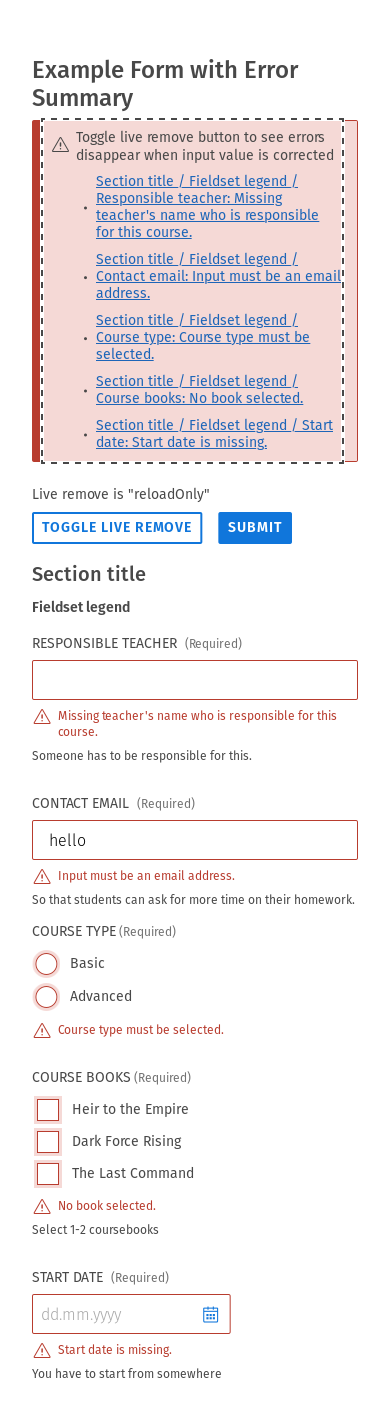 Example Form with Error
Summary
Toggle live remove button to see errors
disappear when input value is corrected
Section title / Fieldset legend /
Responsible teacher: Missing
teacher's name who is responsible
for this course.
Section title / Fieldset legend /
Contact email: Input must be an email
address.
Section title / Fieldset legend /
Course type: Course type must be
selected.
Section title / Fieldset legend /
Course books: No book selected.
Section title / Fieldset legend / Start
date: Start date is missing.
Live remove is "reloadOnly"
TOGGLE LIVE REMOVE SUBMIT
Section title
Fieldset legend
RESPONSIBLE TEACHER (Required)
Missing teacher's name who is responsible for this
course.
Someone has to be responsible for this.
CONTACT EMAIL (Required)
hello
Input must be an email address.
So that students can ask for more time on their homework.
COURSE TYPE (Required)
Basic
Advanced
Course type must be selected.
COURSE BOOKS (Required)
Heir to the Empire
Dark Force Rising
The Last Command
No book selected.
Select 1-2 coursebooks
START DATE (Required)
dd.mm.yyyy
Start date is missing.
You have to start from somewhere